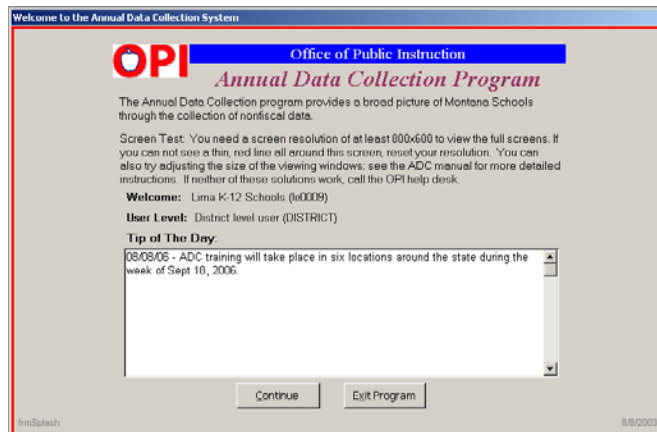 Welcome to the Annual Data Collection System
OPI
Office of Public Instruction
Annual Data Collection Program
The Annual Data Collection program provides a broad picture of Montana Schools
through the collection of nonfiscal data.
Screen Test: You need a screen resolution of at least 800x600 to view the full screens. If
you can not see a thin, red line all around this screen, reset your resolution. You can
also try adjusting the size of the viewing windows; see the ADC manual for more detailed
instructions. If neither of these solutions work, call the OPI help desk.
Welcome: Lima K-12 Schools (le0009)
User Level: District level user (DISTRICT)
Tip of The Day:
08/08/06 - ADC training will take place in six locations around the state during the
week of Sept 18, 2006.
Continue Exit Program
frmSplash 8/8/2003